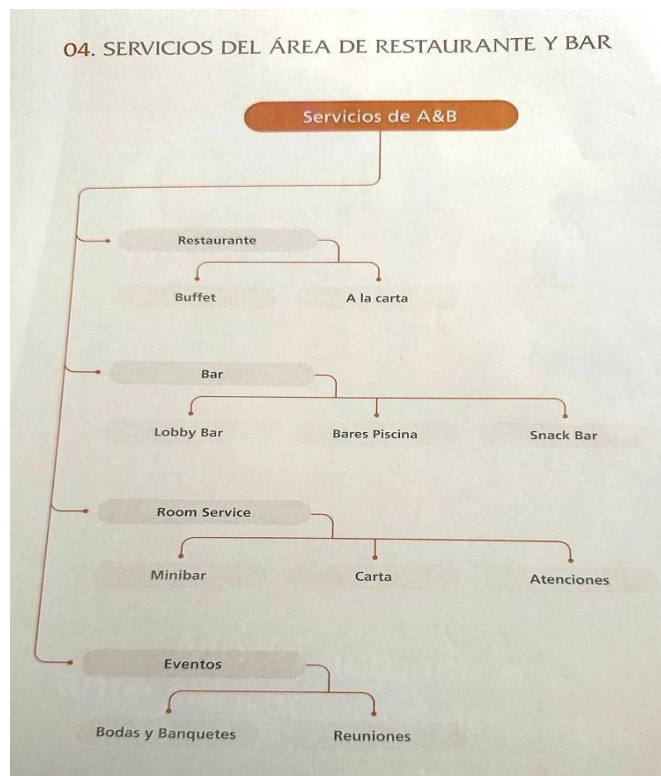 04. SERVICIOS DEL ÁREA DE RESTAURANTE Y BAR
Servicios de A&B
Restaurante
Buffet A la carta
Bar
Lobby Bar Bares Piscina Snack Bar
Room Service
Minibar Carta Atenciones
Eventos
Bodas y Banquetes Reuniones